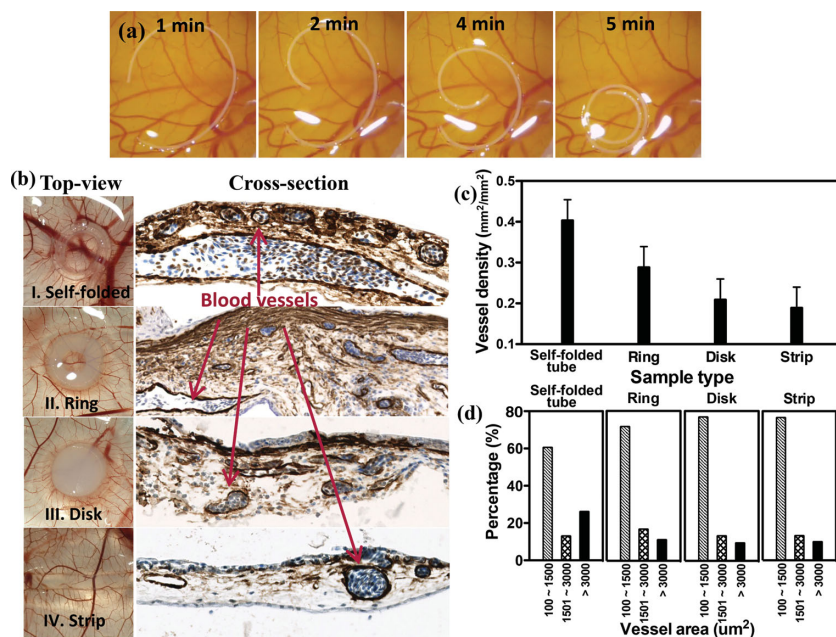 (a) 1 min 2 min 4 min 5 min
(b) Top-view Cross-section
I. Self-folded
Blood vessels
II. Ring
III. Disk
IV. Strip
(c)
Vessel density (mm²/mm²)
0.5
0.4
0.3
0.2
0.1
Self-folded tube Ring Disk Strip
Sample type
(d)
Self-folded tube Ring Disk Strip
Percentage (%)
80
60
40
20
0
100 ~ 1500 1501 ~ 3000 > 3000 100 ~ 1500 1501 ~ 3000 > 3000 100 ~ 1500 1501 ~ 3000 > 3000 100 ~ 1500 1501 ~ 3000 > 3000
Vessel area (um²)